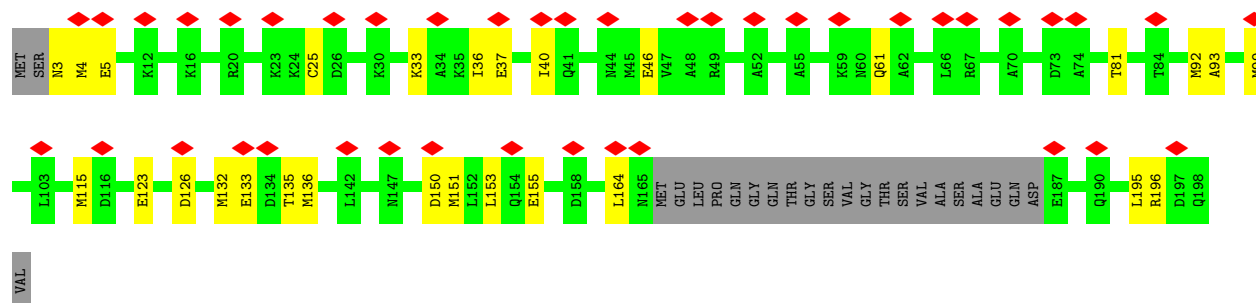 MET SER N3 M4 E5 K12 K16 R20 K23 K24 C25 D26 K30 K33 A34 K35 I36 E37 I40 Q41 N44 M45 E46 V47 A48 R49 A52 A55 K59 N60 Q61 A62 L66 R67 A70 D73 A74 T81 T84 M92 A93
L103 M115 D116 E123 D126 M132 E133 D134 T135 M136 L142 N147 D150 M151 L152 L153 Q154 E155 D158 L164 N165 MET GLU LEU PRO GLN GLY GLN THR GLY SER VAL GLY THR SER VAL ALA SER ALA GLU GLN ASP E187 Q190 L195 R196 D197 Q198
VAL